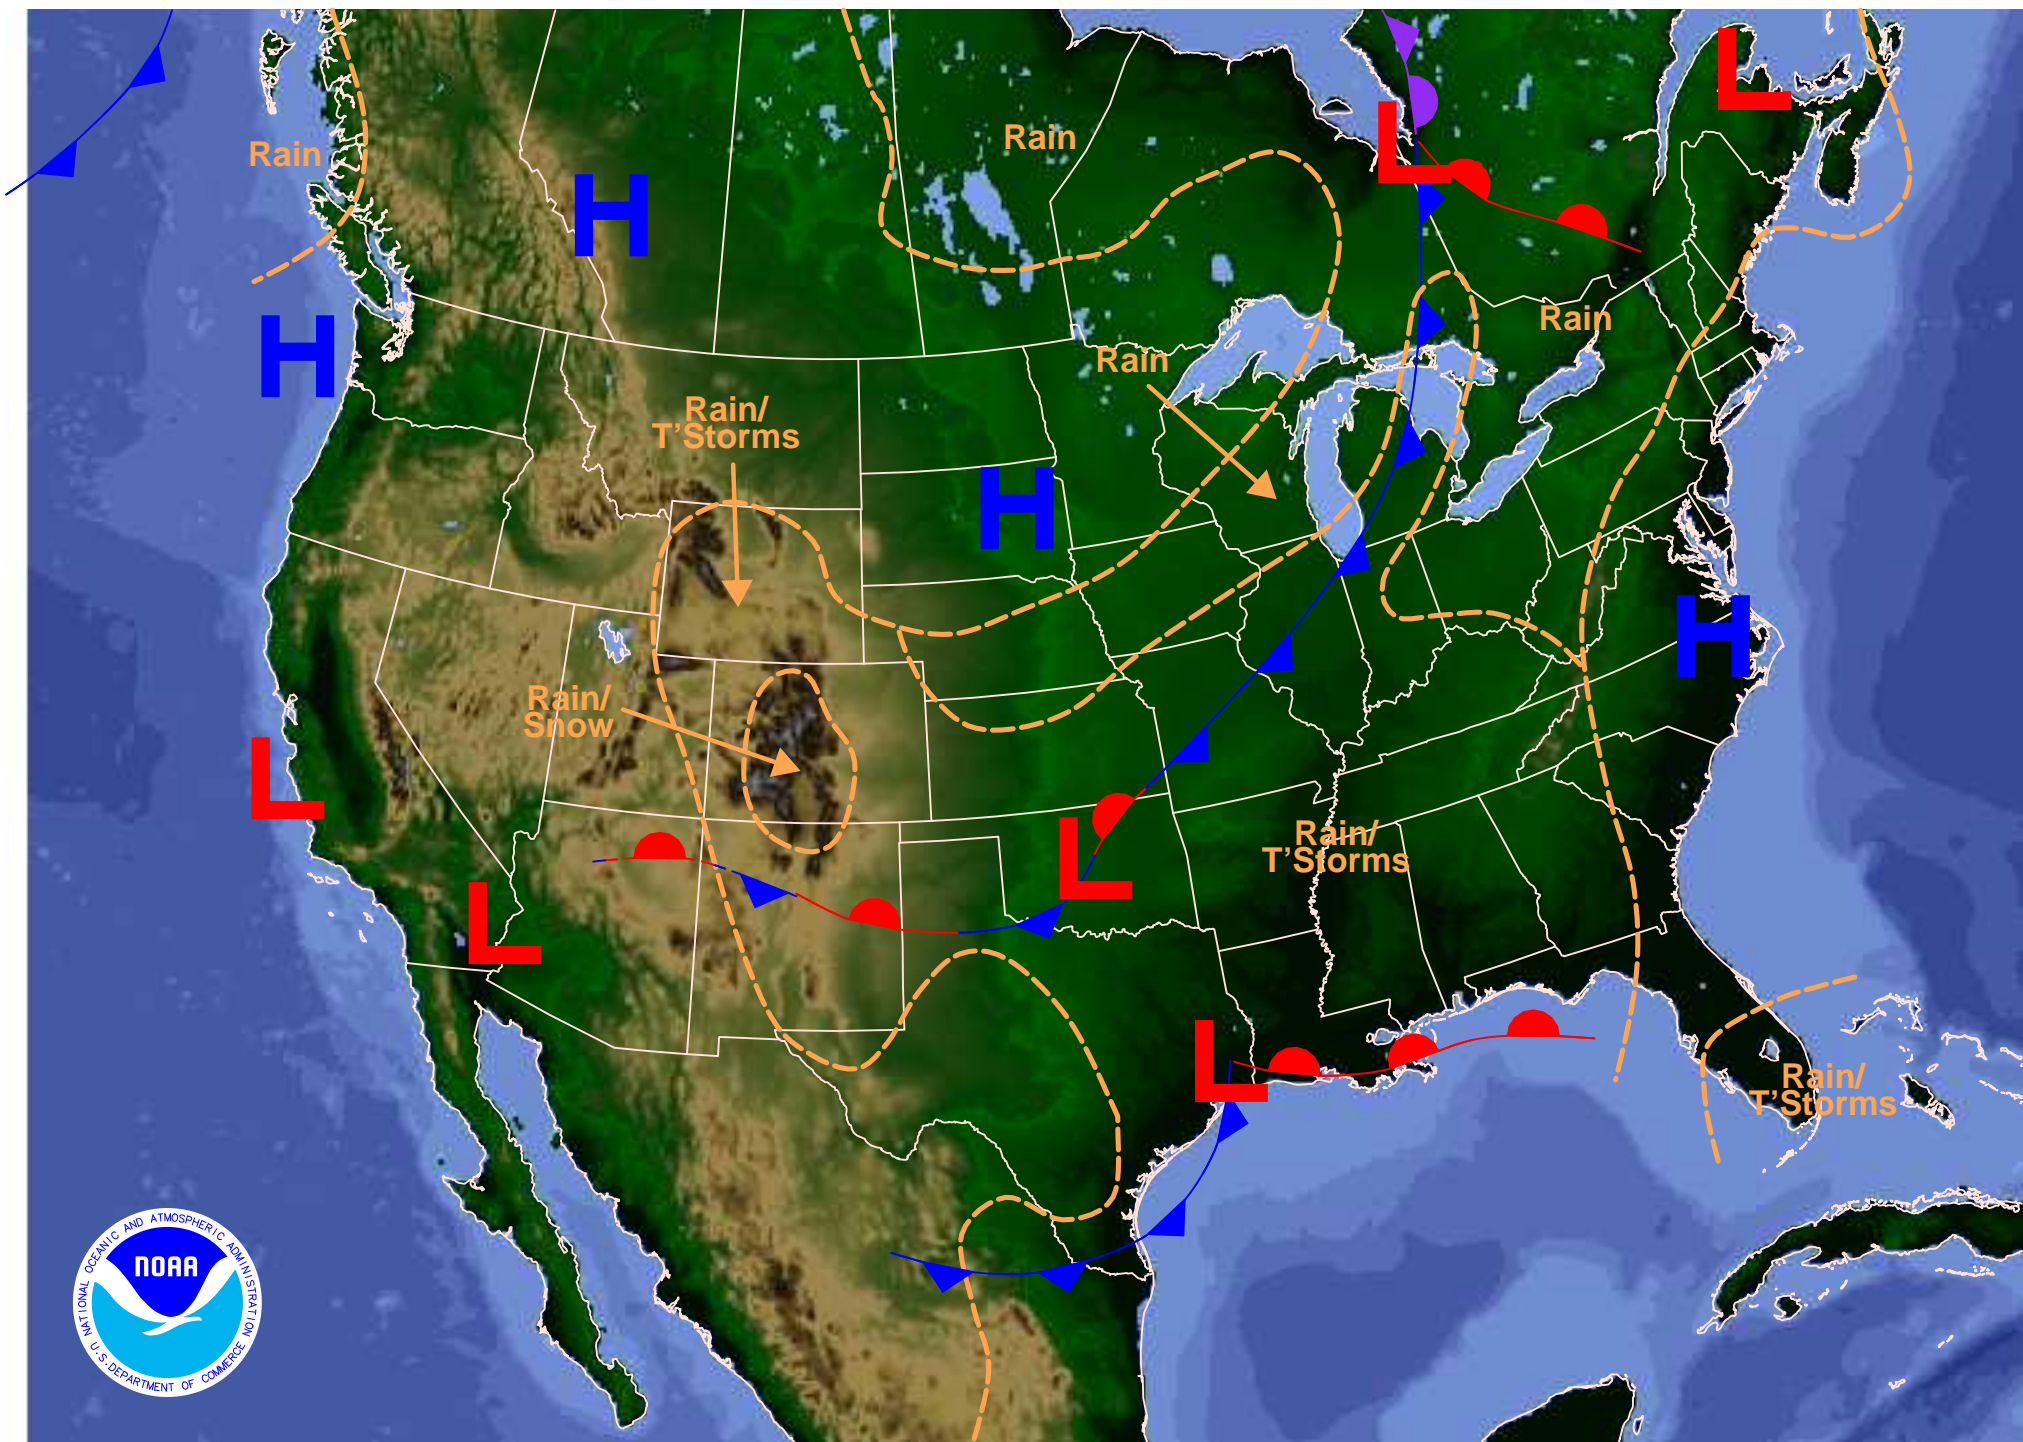 L
Rain
Rain
L
H
H
Rain
Rain
Rain/
T'Storms
H
H
Rain/
Snow
L
L
Rain/
T'Storms
L
L
Rain/
T'Storms
NATIONAL OCEANIC AND ATMOSPHERIC ADMINISTRATION
NOAA
U.S. DEPARTMENT OF COMMERCE